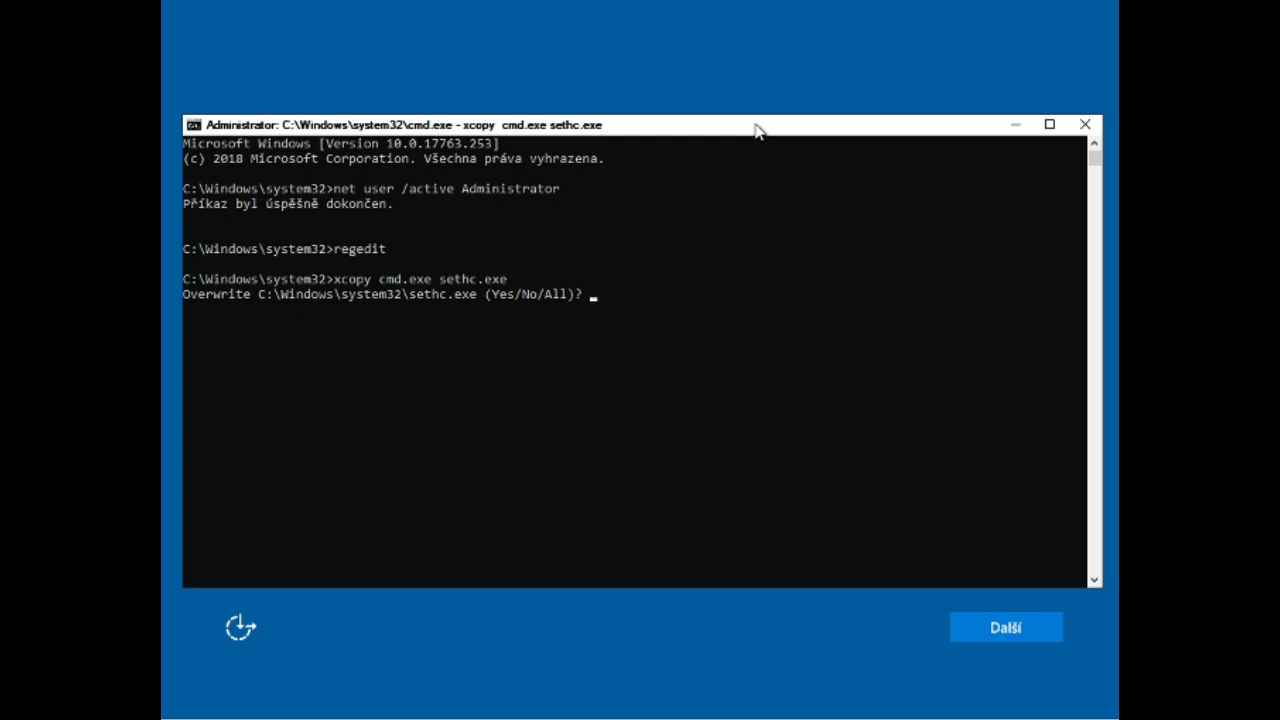 Administrator: C:\Windows\system32\cmd.exe - xcopy  cmd.exe sethc.exe
Microsoft Windows [Version 10.0.17763.253]
(c) 2018 Microsoft Corporation. Všechna práva vyhrazena.
C:\Windows\system32>net user /active Administrator
Příkaz byl úspěšně dokončen.
C:\Windows\system32>regedit
C:\Windows\system32>xcopy cmd.exe sethc.exe
Overwrite C:\Windows\system32\sethc.exe (Yes/No/All)?
Další